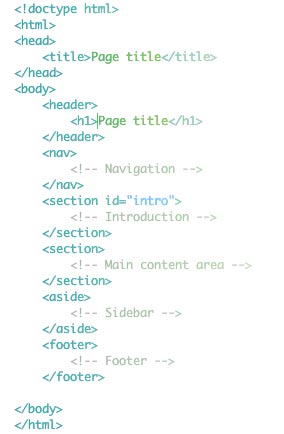 <!doctype html>
<html>
<head>
    <title>Page title</title>
</head>
<body>
    <header>
        <h1>Page title</h1>
    </header>
    <nav>
        <!-- Navigation -->
    </nav>
    <section id="intro">
        <!-- Introduction -->
    </section>
    <section>
        <!-- Main content area -->
    </section>
    <aside>
        <!-- Sidebar -->
    </aside>
    <footer>
        <!-- Footer -->
    </footer>

</body>
</html>